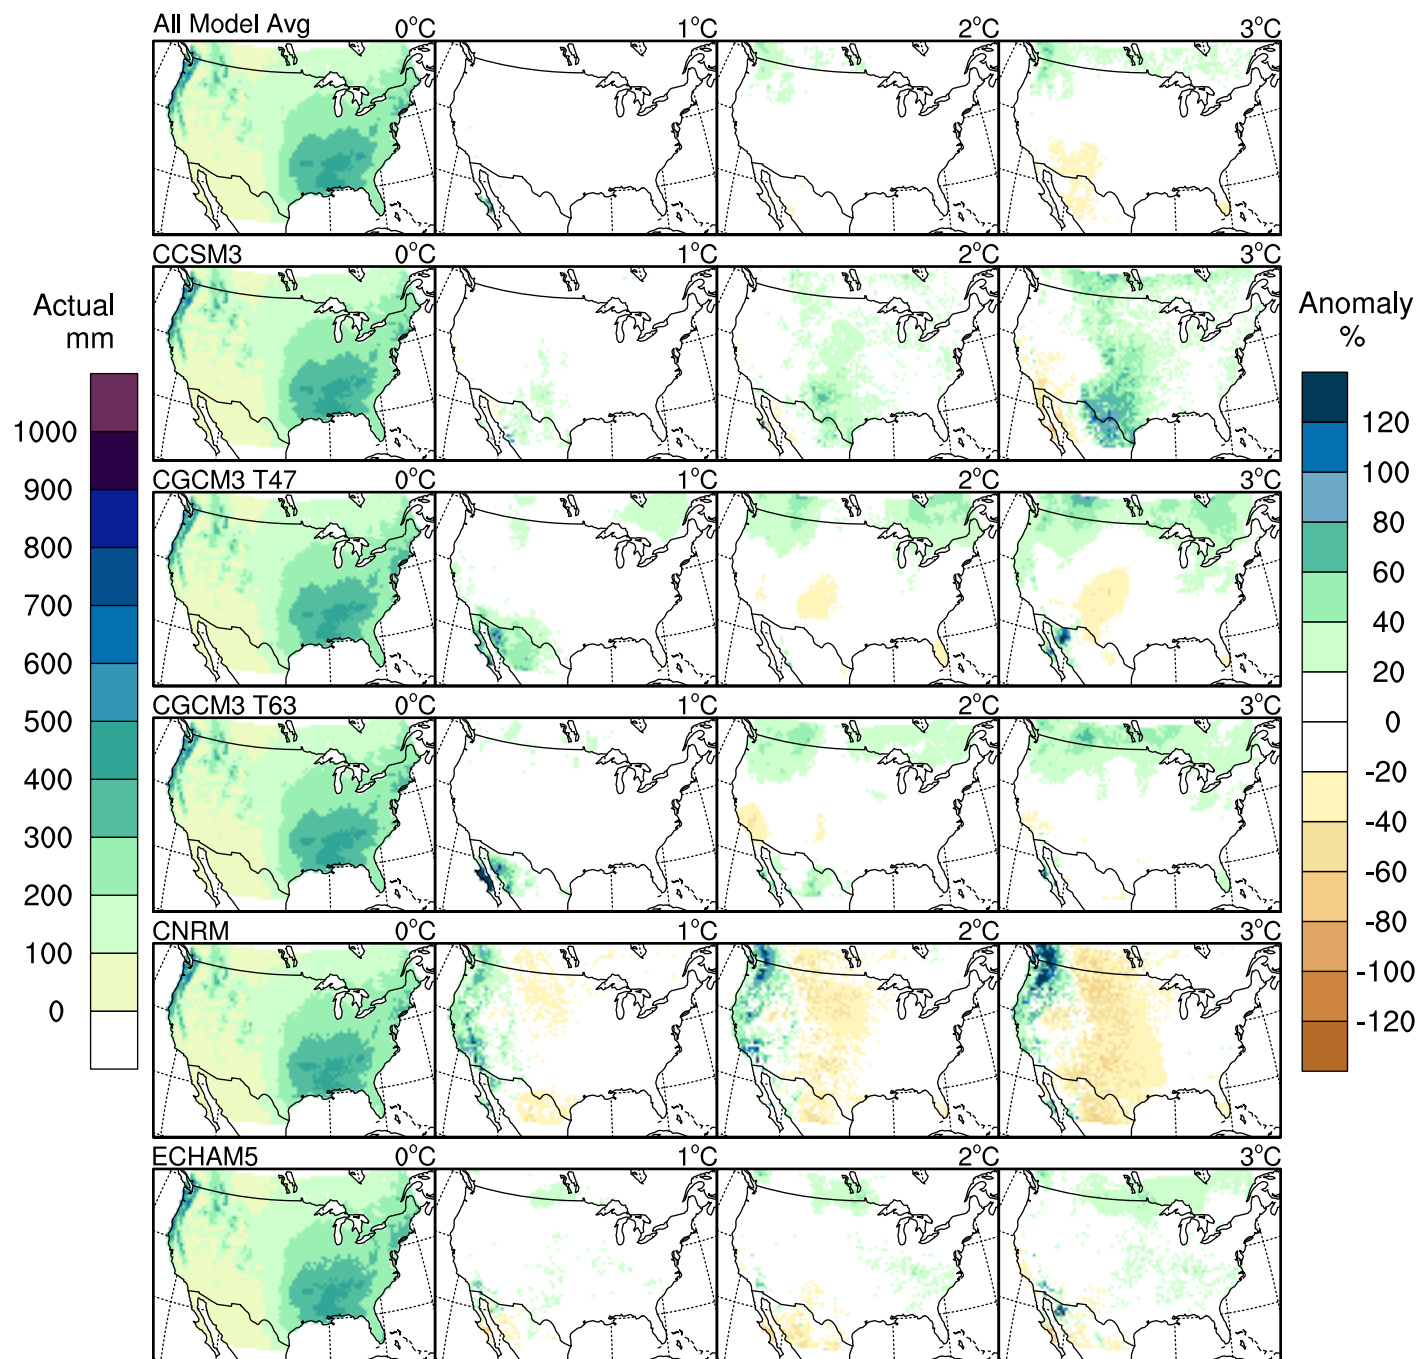 All Model Avg 0°C 1°C 2°C 3°C
CCSM3 0°C 1°C 2°C 3°C
CGCM3 T47 0°C 1°C 2°C 3°C
CGCM3 T63 0°C 1°C 2°C 3°C
CNRM 0°C 1°C 2°C 3°C
ECHAM5 0°C 1°C 2°C 3°C
Actual
mm
1000
900
800
700
600
500
400
300
200
100
0
Anomaly
%
120
100
80
60
40
20
0
-20
-40
-60
-80
-100
-120